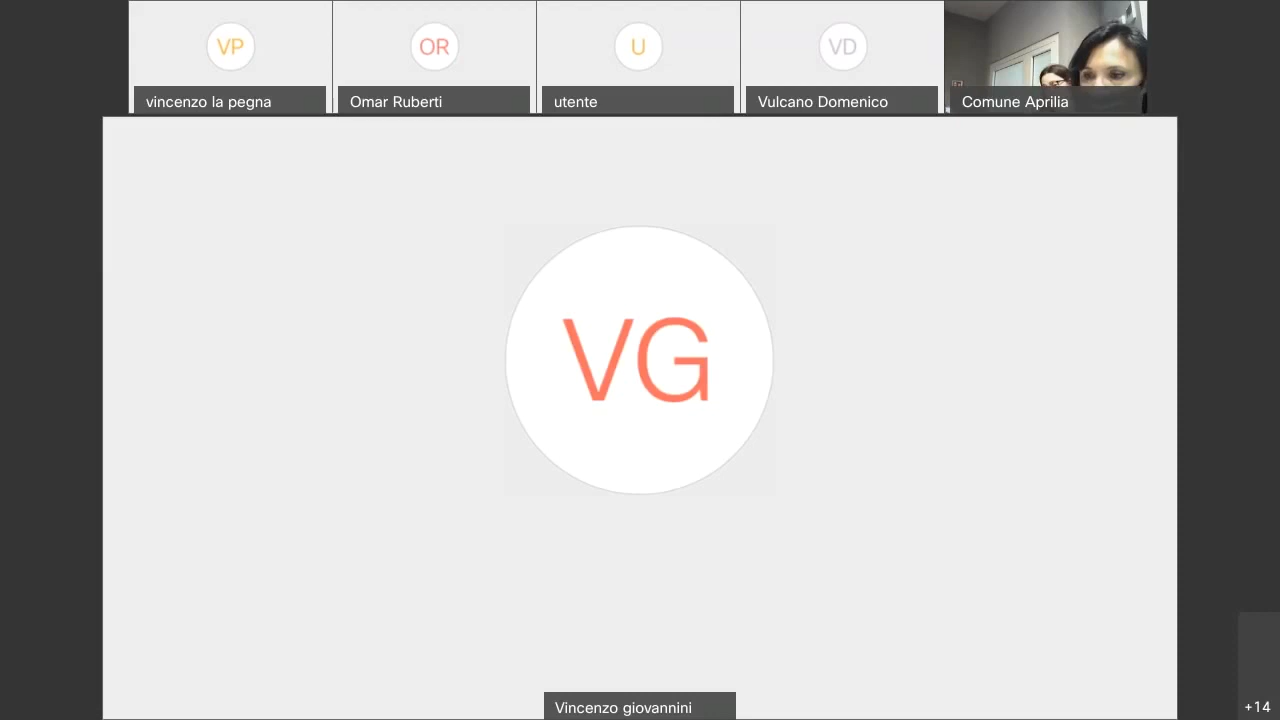 VP
OR
U
VD
vincenzo la pegna
Omar Ruberti
utente
Vulcano Domenico
Comune Aprilia
VG
Vincenzo giovannini
+14